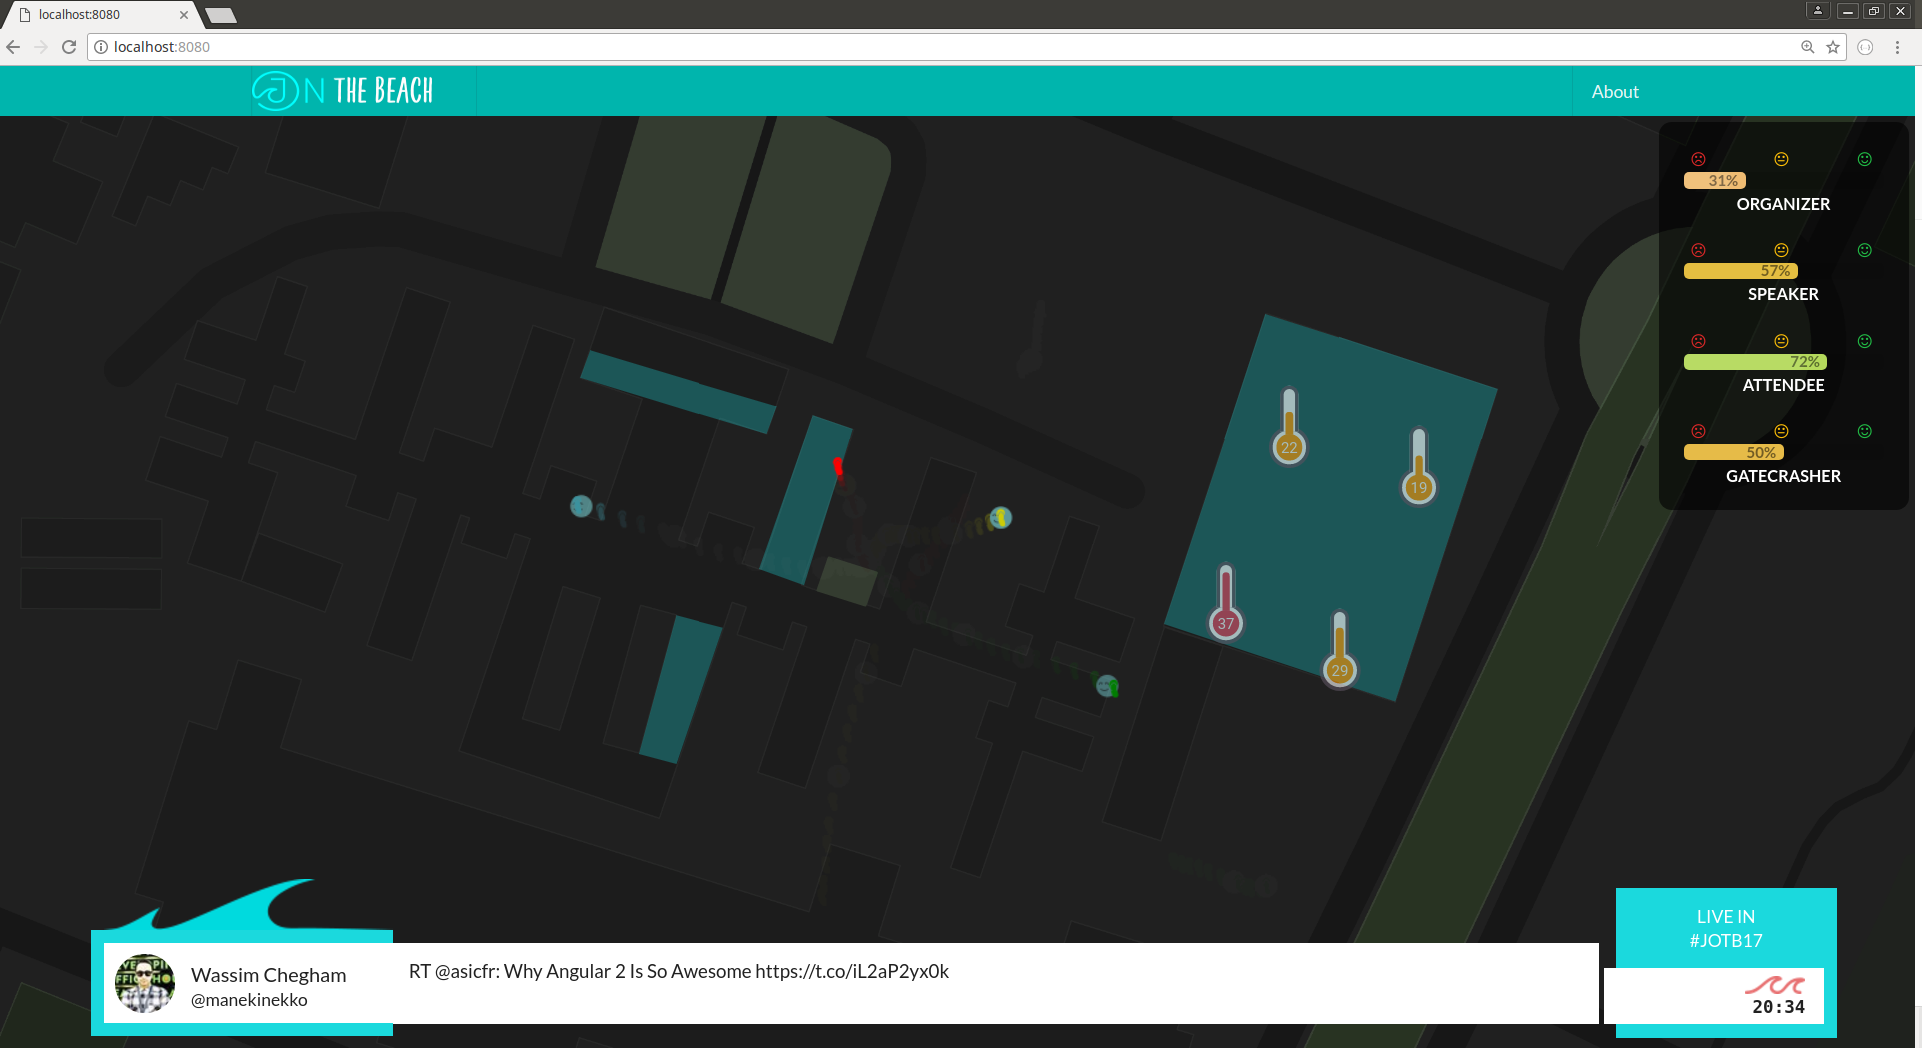 localhost:8080
localhost:8080
JN THE BEACH
About
31%
ORGANIZER
57%
SPEAKER
72%
ATTENDEE
50%
GATECRASHER
22
19
37
29
LIVE IN
#JOTB17
Wassim Chegham
@manekinekko
RT @asicfr: Why Angular 2 Is So Awesome https://t.co/iL2aP2yx0k
20:34